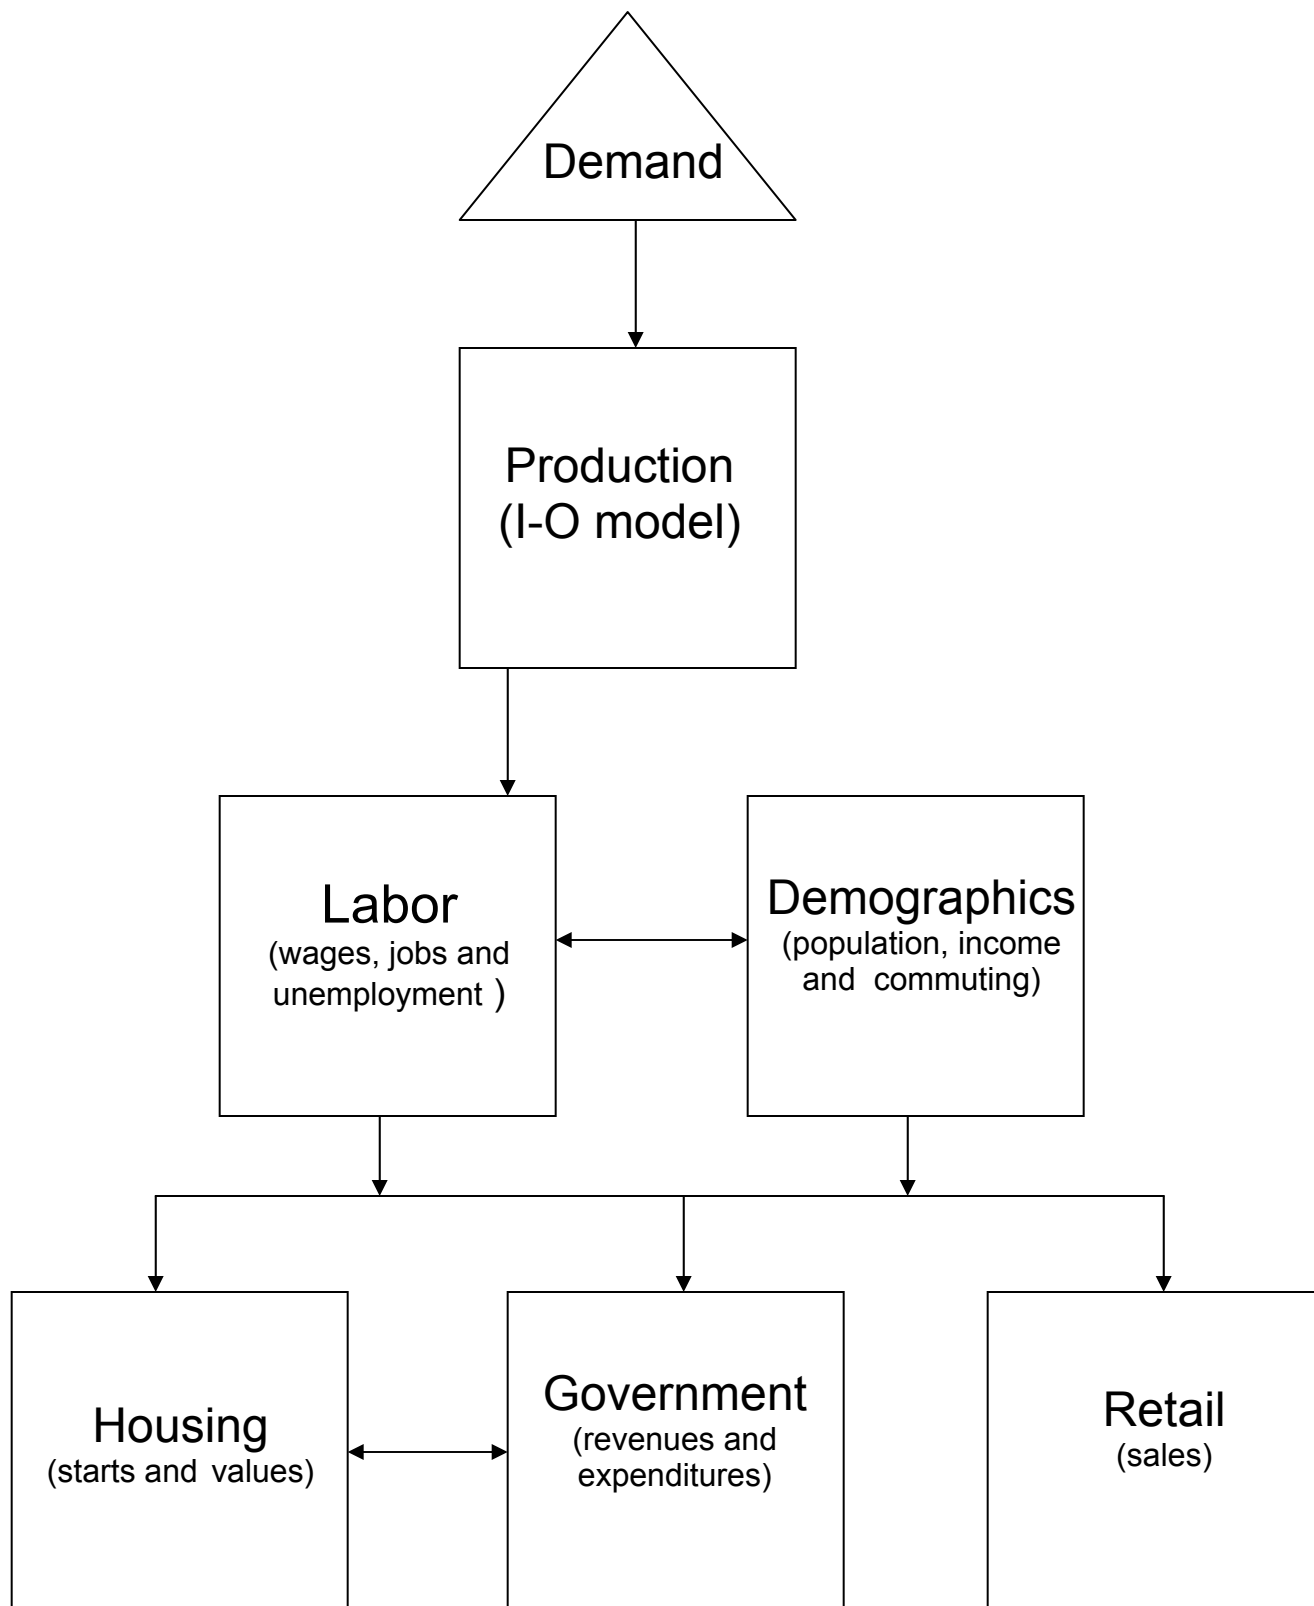 Demand
Production
(I-O model)
Labor
(wages, jobs and
unemployment )
Demographics
(population, income
and commuting)
Housing
(starts and values)
Government
(revenues and
expenditures)
Retail
(sales)